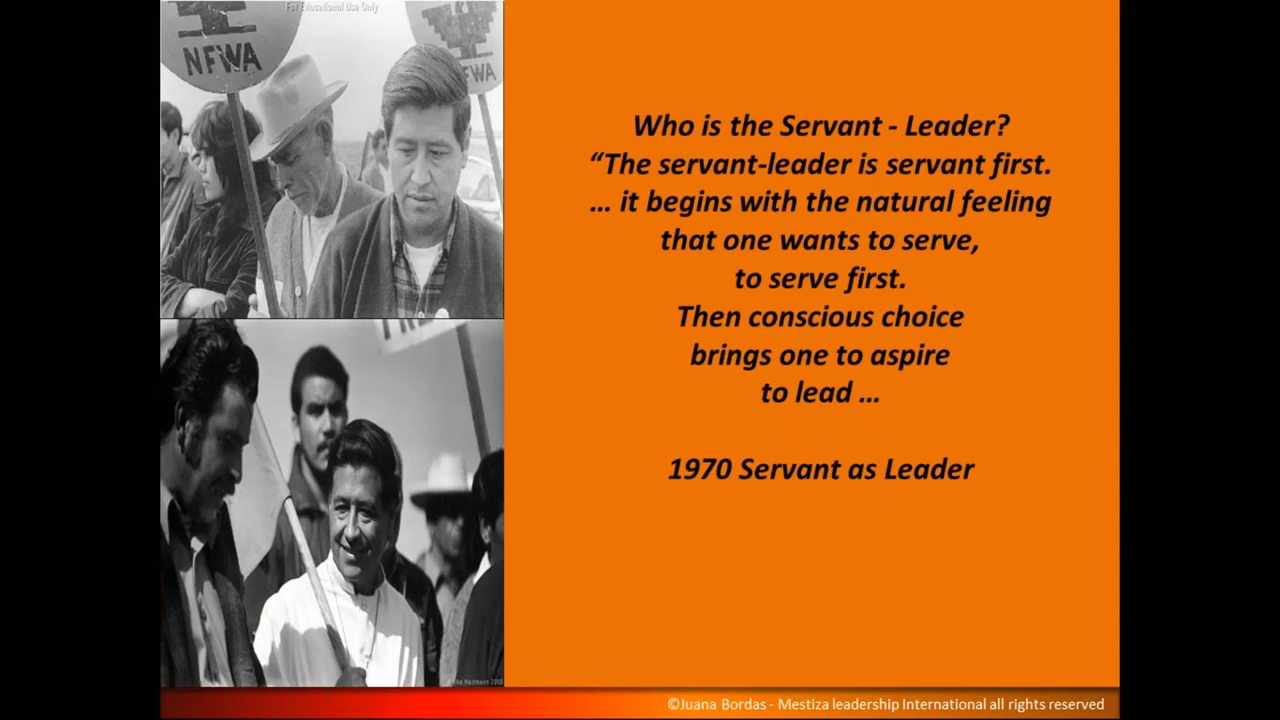 For Educational Use Only
NFWA
FWA
Who is the Servant - Leader?
“The servant-leader is servant first.
… it begins with the natural feeling
that one wants to serve,
to serve first.
Then conscious choice
brings one to aspire
to lead …
1970 Servant as Leader
Hartmann
©Juana Bordas - Mestiza leadership International all rights reserved